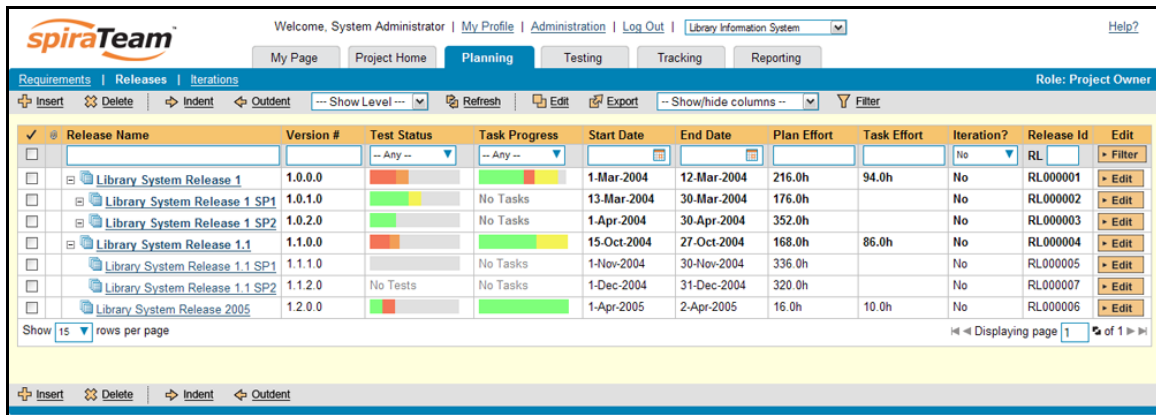 spiraTeam™
Welcome, System Administrator | My Profile | Administration | Log Out | Library Information System Help?
My Page Project Home Planning Testing Tracking Reporting
Requirements | Releases | Iterations Role: Project Owner
Insert Delete Indent Outdent --- Show Level --- Refresh Edit Export -- Show/hide columns -- Filter
Release Name Version # Test Status Task Progress Start Date End Date Plan Effort Task Effort Iteration? Release Id Edit
-- Any -- -- Any -- No RL Filter
Library System Release 1 1.0.0.0 1-Mar-2004 12-Mar-2004 216.0h 94.0h No RL000001 Edit
Library System Release 1 SP1 1.0.1.0 No Tasks 13-Mar-2004 30-Mar-2004 176.0h No RL000002 Edit
Library System Release 1 SP2 1.0.2.0 No Tasks 1-Apr-2004 30-Apr-2004 352.0h No RL000003 Edit
Library System Release 1.1 1.1.0.0 15-Oct-2004 27-Oct-2004 168.0h 86.0h No RL000004 Edit
Library System Release 1.1 SP1 1.1.1.0 No Tasks 1-Nov-2004 30-Nov-2004 336.0h No RL000005 Edit
Library System Release 1.1 SP2 1.1.2.0 No Tests No Tasks 1-Dec-2004 31-Dec-2004 320.0h No RL000007 Edit
Library System Release 2005 1.2.0.0 1-Apr-2005 2-Apr-2005 16.0h 10.0h No RL000006 Edit
Show 15 rows per page Displaying page 1 of 1
Insert Delete Indent Outdent